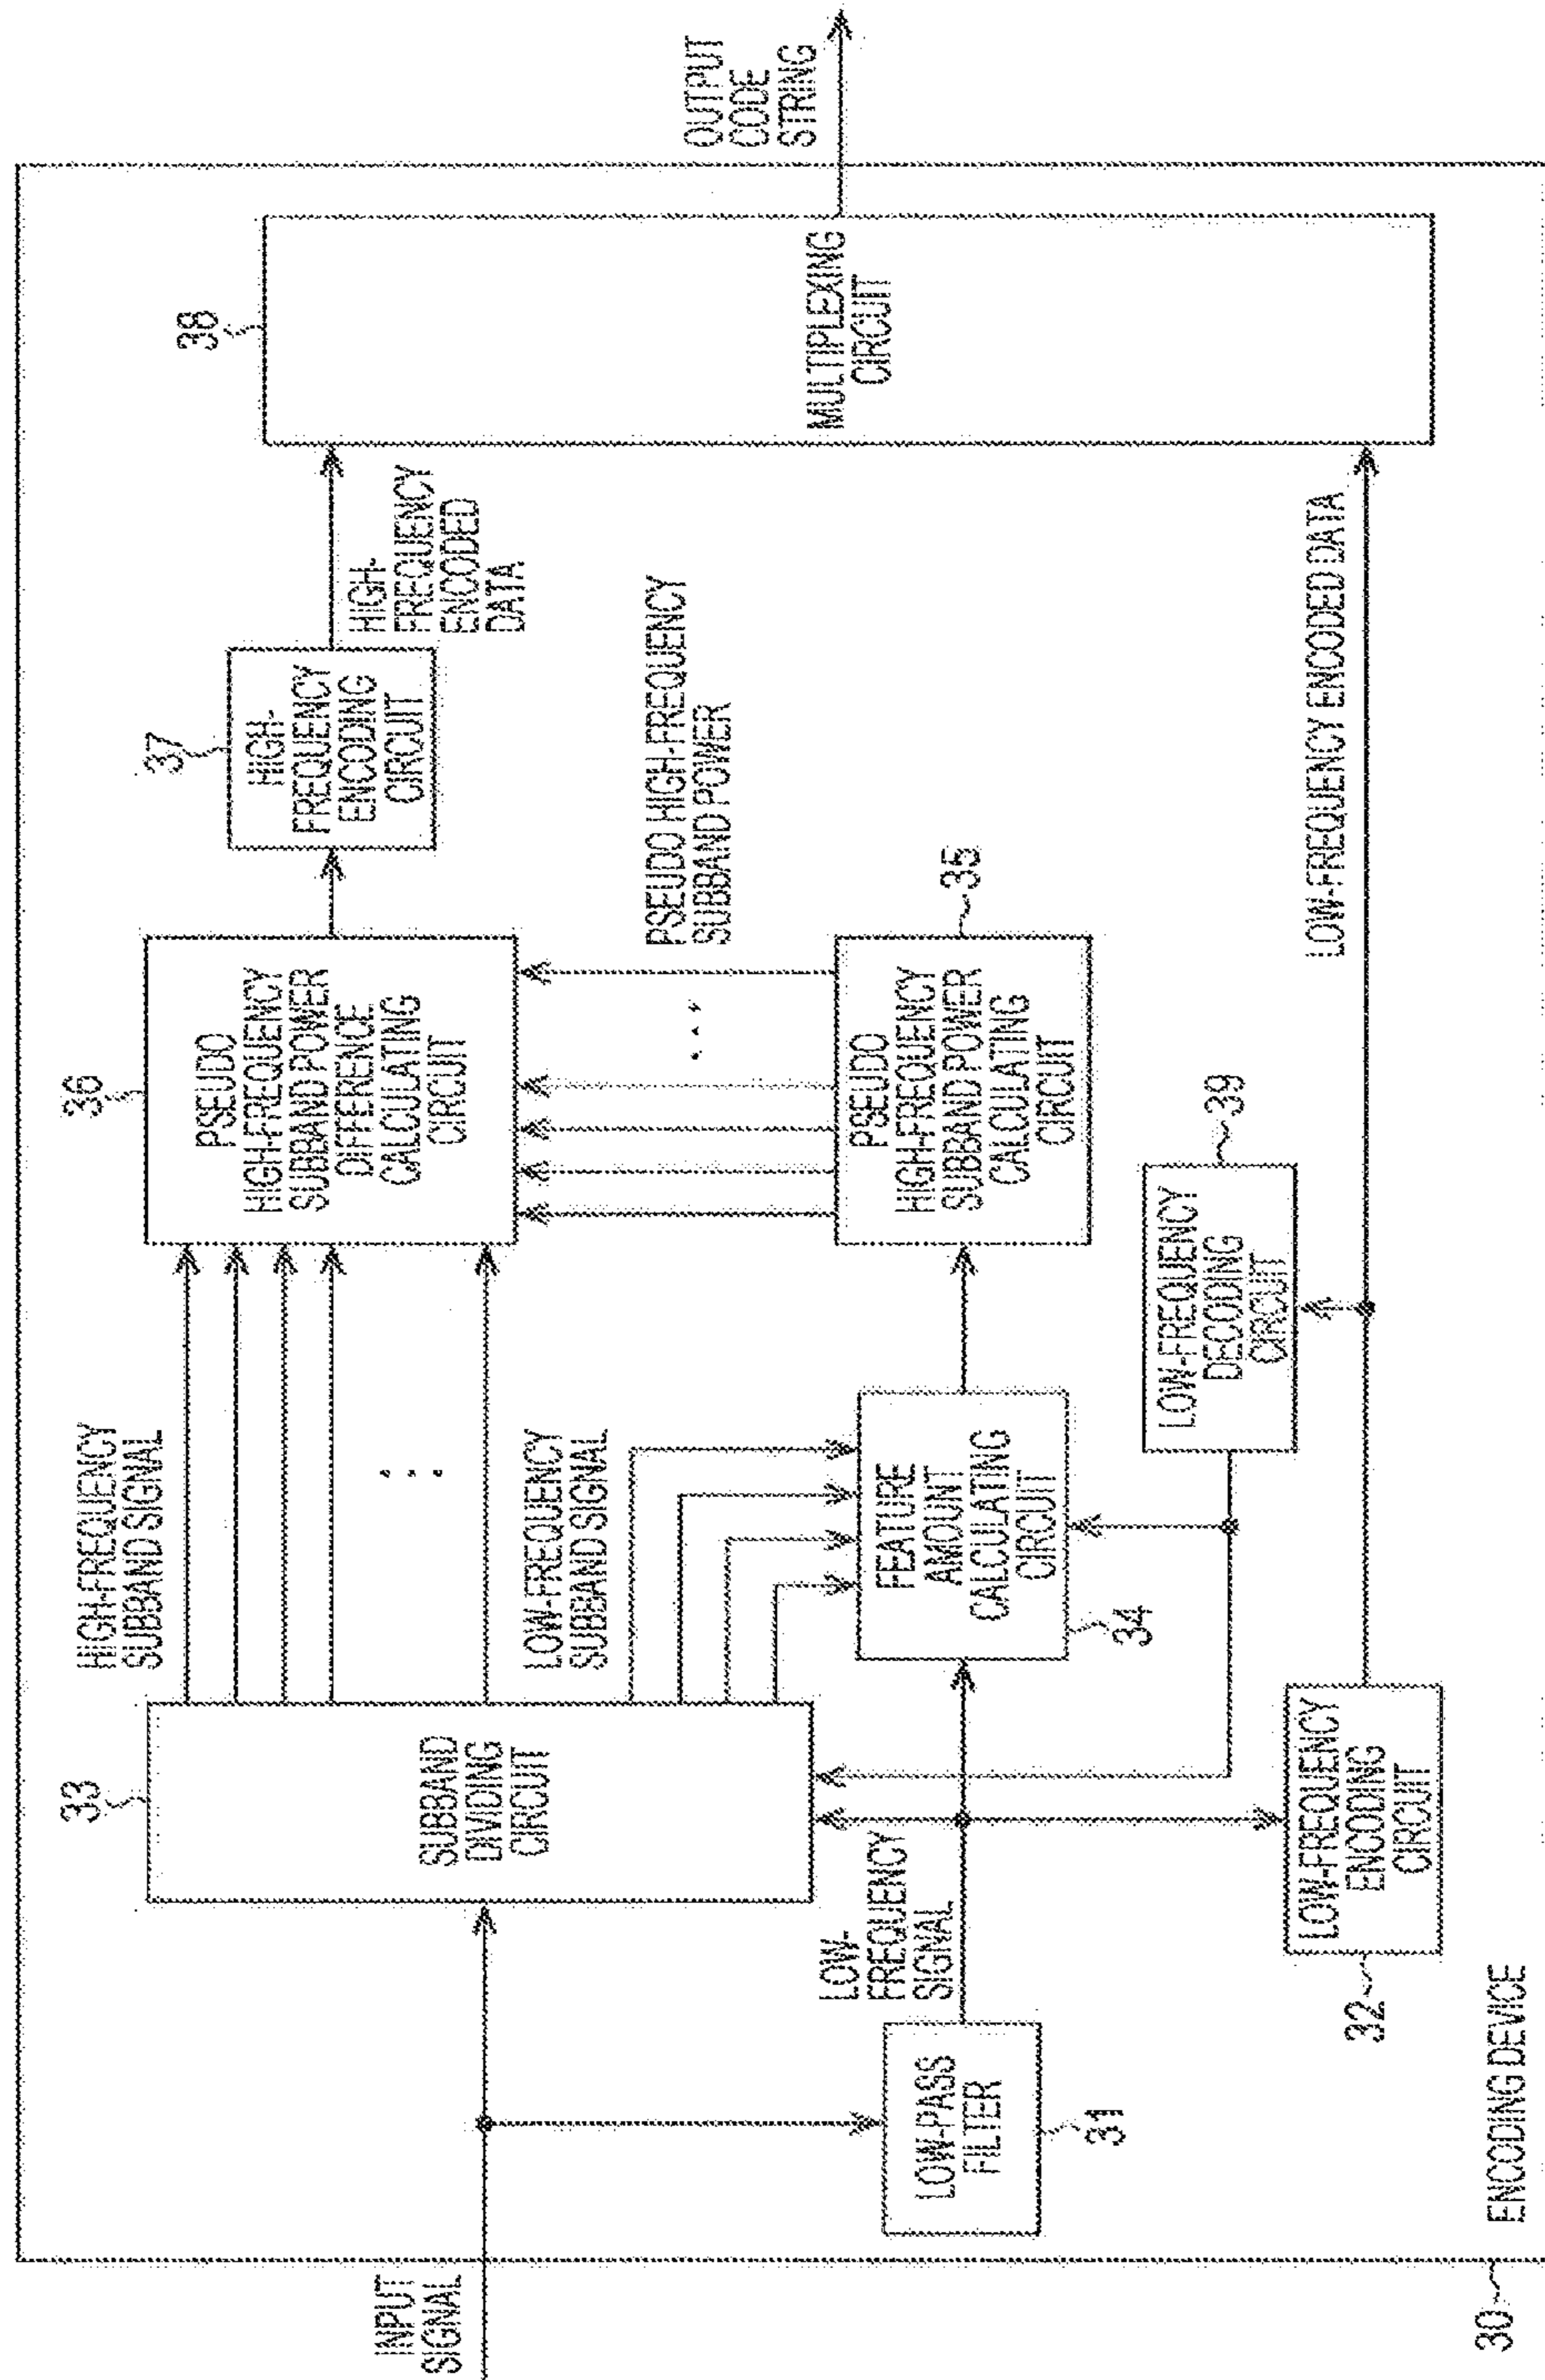 INPUT
SIGNAL
30
ENCODING DEVICE
33
SUBBAND
DIVIDING
CIRCUIT
31
LOW-PASS
FILTER
LOW-
FREQUENCY
SIGNAL
32
LOW-FREQUENCY
ENCODING
CIRCUIT
HIGH-FREQUENCY
SUBBAND SIGNAL
...
LOW-FREQUENCY
SUBBAND SIGNAL
34
FEATURE
AMOUNT
CALCULATING
CIRCUIT
39
LOW-FREQUENCY
DECODING
CIRCUIT
36
PSEUDO
HIGH-FREQUENCY
SUBBAND POWER
DIFFERENCE
CALCULATING
CIRCUIT
...
PSEUDO HIGH-FREQUENCY
SUBBAND POWER
35
PSEUDO
HIGH-FREQUENCY
SUBBAND POWER
CALCULATING
CIRCUIT
37
HIGH-
FREQUENCY
ENCODING
CIRCUIT
HIGH-
FREQUENCY
ENCODED
DATA
LOW-FREQUENCY ENCODED DATA
38
MULTIPLEXING
CIRCUIT
OUTPUT
CODE
STRING